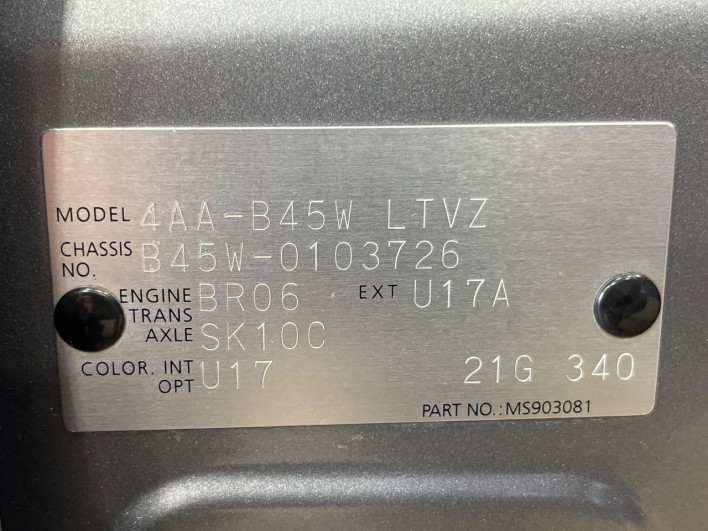 MODEL 4AA-B45W LTVZ
CHASSIS NO. B45W-0103726
ENGINE BR06 EXT U17A
TRANS AXLE SK10C
COLOR. INT OPT U17 21G 340
PART NO.:MS903081